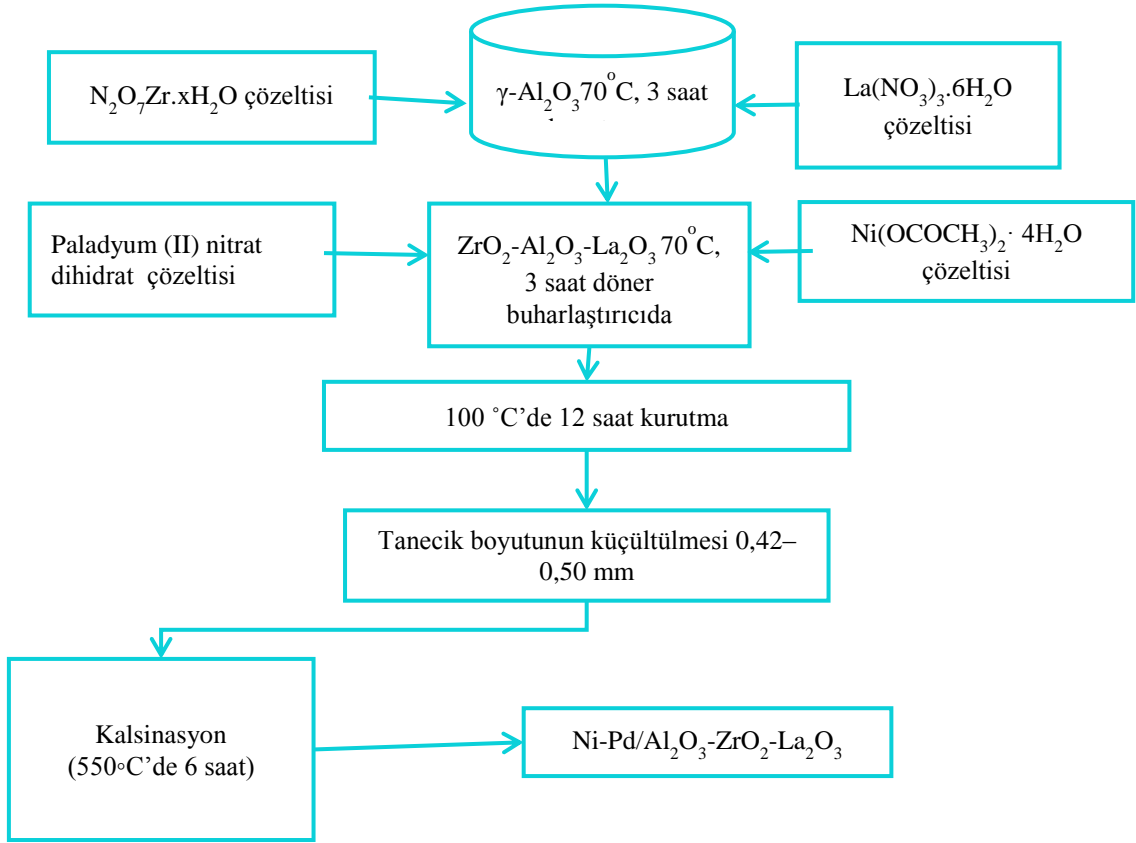 N₂O₇Zr.xH₂O çözeltisi
γ-Al₂O₃70°C, 3 saat
La(NO₃)₃.6H₂O
çözeltisi
Paladyum (II) nitrat
dihidrat çözeltisi
ZrO₂-Al₂O₃-La₂O₃ 70°C,
3 saat döner
buharlaştırıcıda
Ni(OCOCH₃)₂· 4H₂O
çözeltisi
100 ˚C’de 12 saat kurutma
Tanecik boyutunun küçültülmesi 0,42–
0,50 mm
Kalsinasyon
(550◦C’de 6 saat)
Ni-Pd/Al₂O₃-ZrO₂-La₂O₃